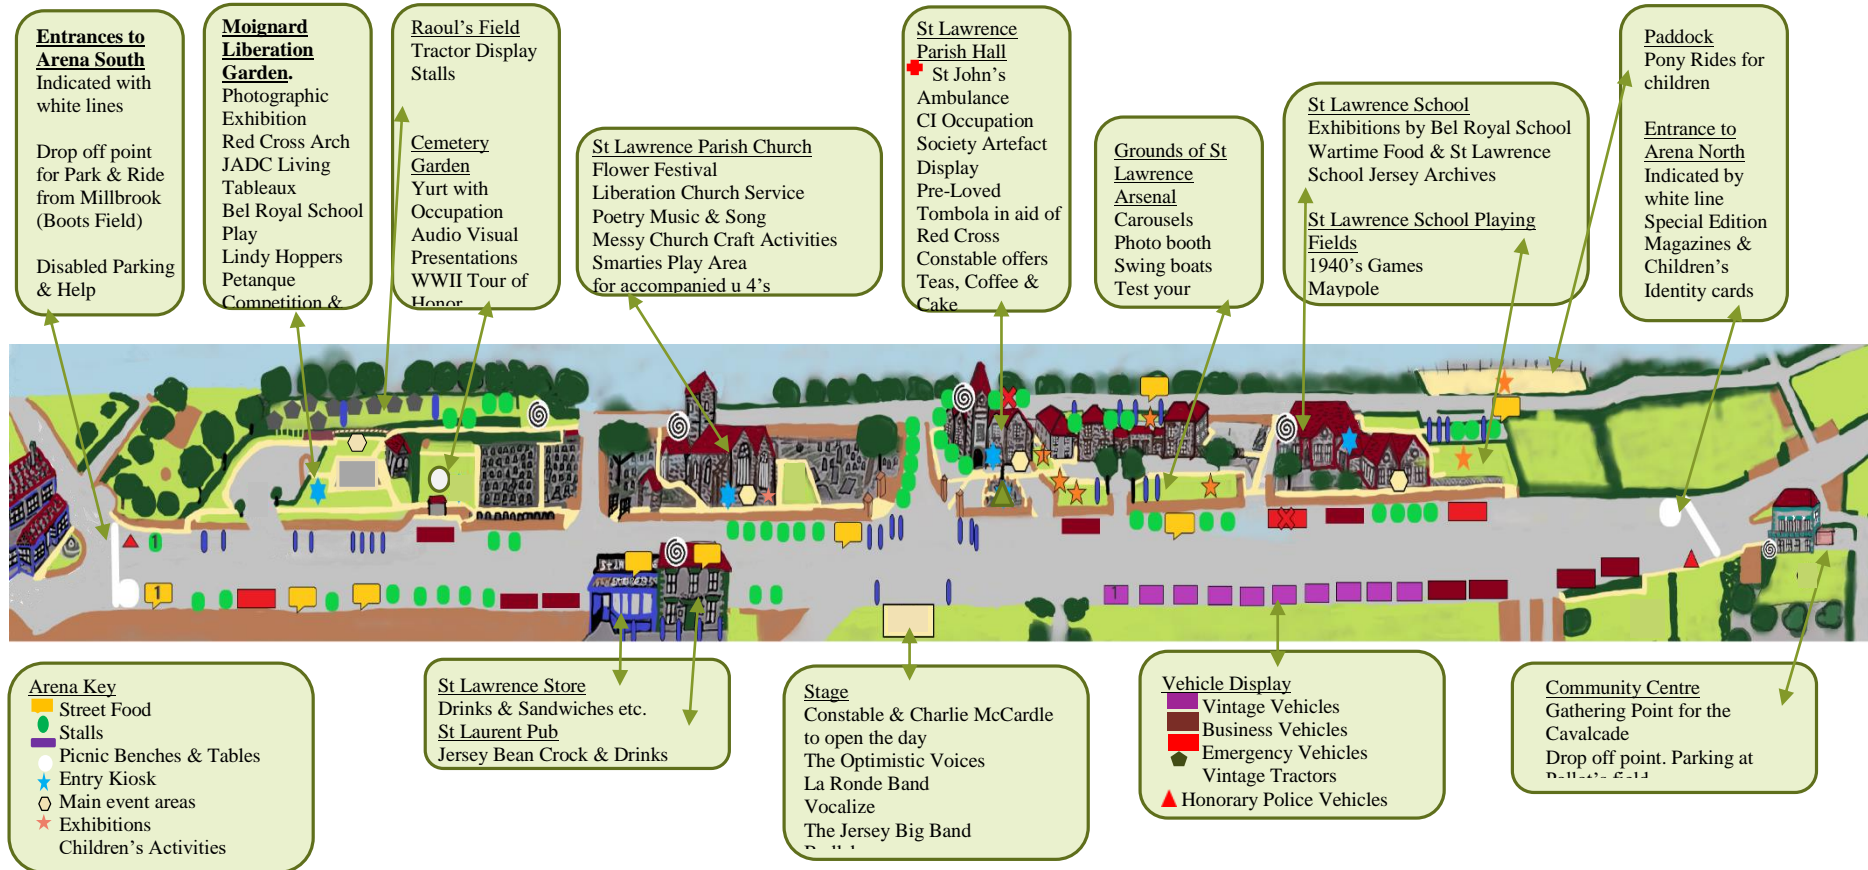 Entrances to
Arena South
Indicated with
white lines
Drop off point
for Park & Ride
from Millbrook
(Boots Field)
Disabled Parking
& Help
Moignard
Liberation
Garden.
Photographic
Exhibition
Red Cross Arch
JADC Living
Tableaux
Bel Royal School
Play
Lindy Hoppers
Petanque
Competition &
Raoul's Field
Tractor Display
Stalls
Cemetery
Garden
Yurt with
Occupation
Audio Visual
Presentations
WWII Tour of
Honor
St Lawrence Parish Church
Flower Festival
Liberation Church Service
Poetry Music & Song
Messy Church Craft Activities
Smarties Play Area
for accompanied u 4's
St Lawrence
Parish Hall
St John's
Ambulance
CI Occupation
Society Artefact
Display
Pre-Loved
Tombola in aid of
Red Cross
Constable offers
Teas, Coffee &
Cake
Grounds of St
Lawrence
Arsenal
Carousels
Photo booth
Swing boats
Test your
St Lawrence School
Exhibitions by Bel Royal School
Wartime Food & St Lawrence
School Jersey Archives
St Lawrence School Playing
Fields
1940's Games
Maypole
Paddock
Pony Rides for
children
Entrance to
Arena North
Indicated by
white line
Special Edition
Magazines &
Children's
Identity cards
1
1
1
Arena Key
Street Food
Stalls
Picnic Benches & Tables
Entry Kiosk
Main event areas
Exhibitions
Children's Activities
St Lawrence Store
Drinks & Sandwiches etc.
St Laurent Pub
Jersey Bean Crock & Drinks
Stage
Constable & Charlie McCardle
to open the day
The Optimistic Voices
La Ronde Band
Vocalize
The Jersey Big Band
Vehicle Display
Vintage Vehicles
Business Vehicles
Emergency Vehicles
Vintage Tractors
Honorary Police Vehicles
Community Centre
Gathering Point for the
Cavalcade
Drop off point. Parking at